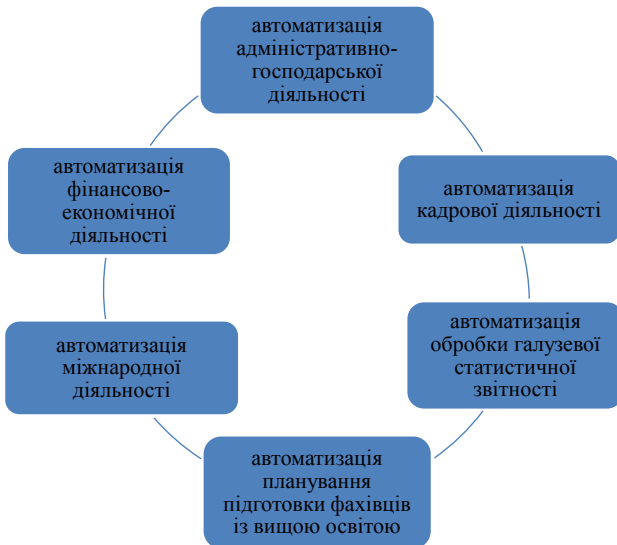 автоматизація
адміністративно-
господарської
діяльності
автоматизація
кадрової діяльності
автоматизація
обробки галузевої
статистичної
звітності
автоматизація
планування
підготовки фахівців
із вищою освітою
автоматизація
міжнародної
діяльності
автоматизація
фінансово-
економічної
діяльності